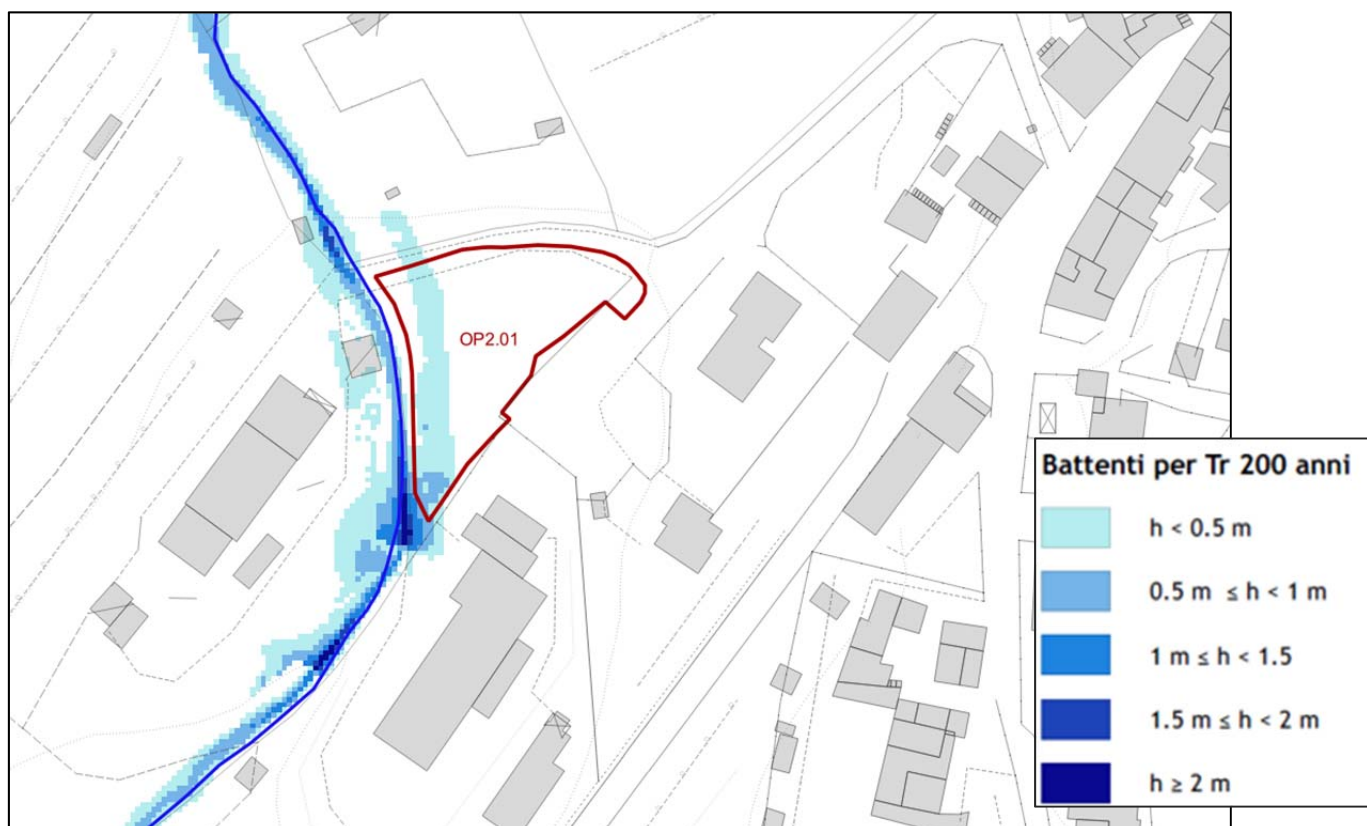 OP2.01
Battenti per Tr 200 anni
h < 0.5 m
0.5 m ≤ h < 1 m
1 m ≤ h < 1.5
1.5 m ≤ h < 2 m
h ≥ 2 m